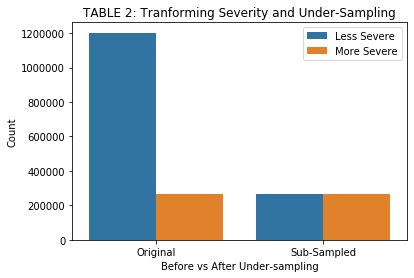 TABLE 2: Tranforming Severity and Under-Sampling
Less Severe
More Severe
1200000
1000000
800000
600000
400000
200000
0
Count
Original
Sub-Sampled
Before vs After Under-sampling